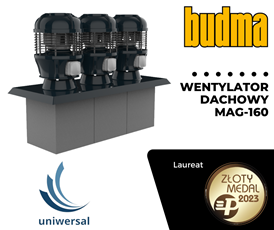 budma
WENTYLATOR
DACHOWY
MAG-160
uniwersal
Laureat
ZŁOTY
MEDAL
2023